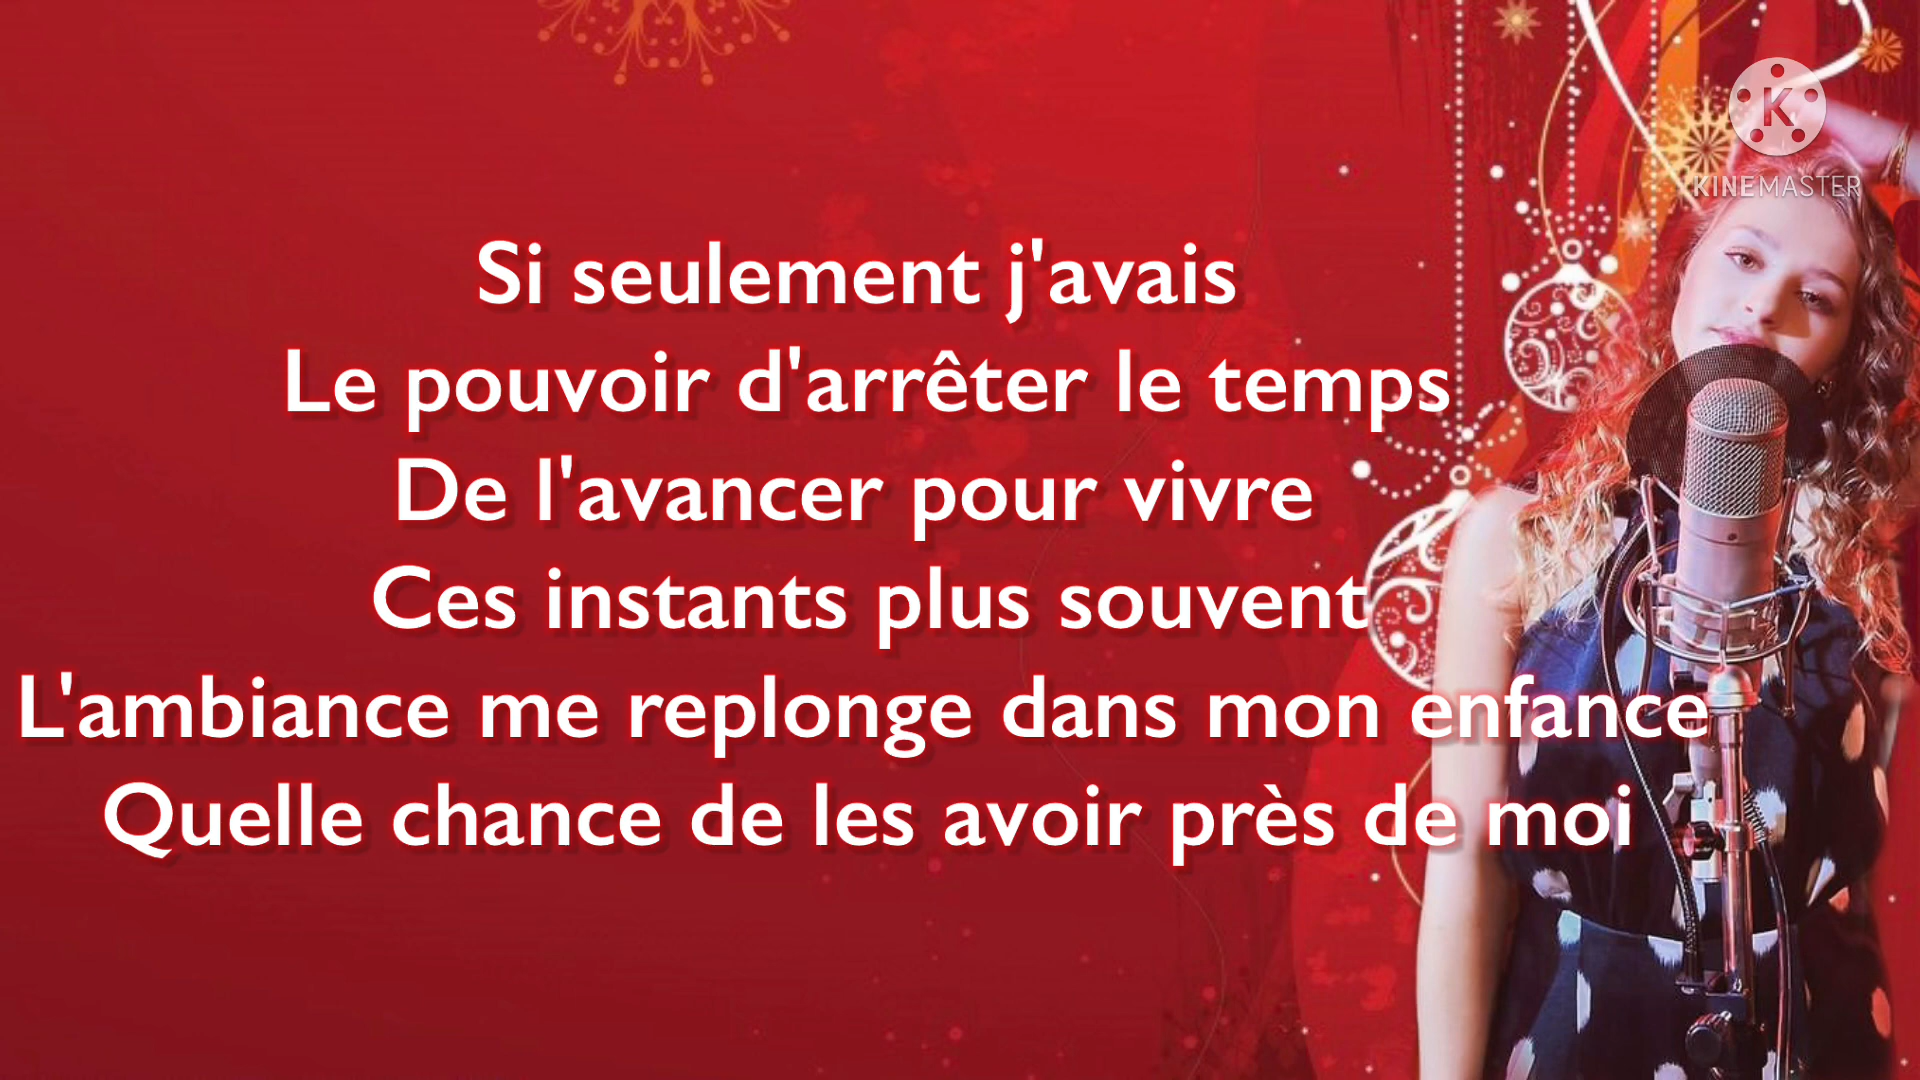 K
KINEMASTER
Si seulement j'avais
Le pouvoir d'arrêter le temps
De l'avancer pour vivre
Ces instants plus souvent
L'ambiance me replonge dans mon enfance
Quelle chance de les avoir près de moi